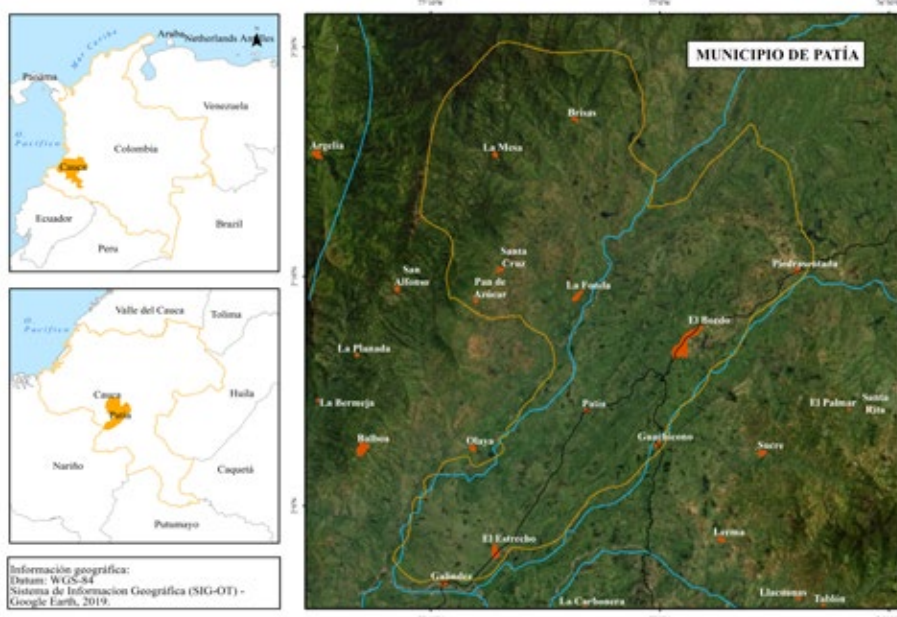 Aruba
Netherlands Antilles
Mar Caribe
Panama
Venezuela
O. Pacífico
Colombia
Cauca
Ecuador
Brazil
Peru
O. Pacífico
Valle del Cauca
Tolima
Cauca
Huila
Patía
Nariño
Caquetá
Putumayo
Información geográfica:
Datum: WGS-84
Sistema de Informacion Geográfica (SIG-OT) -
Google Earth, 2019.
MUNICIPIO DE PATÍA
Brisas
Argelia
La Mesa
Santa
Cruz
Piedrasentada
San
Alfonso
Pan de
Azúcar
La Fonda
El Bordo
La Planada
La Bermeja
Patía
El Palmar
Santa
Rita
Balboa
Olaya
Guachicono
Sucre
Lerma
El Estrecho
Galindez
La Carbonera
Llacuanas
Tablón